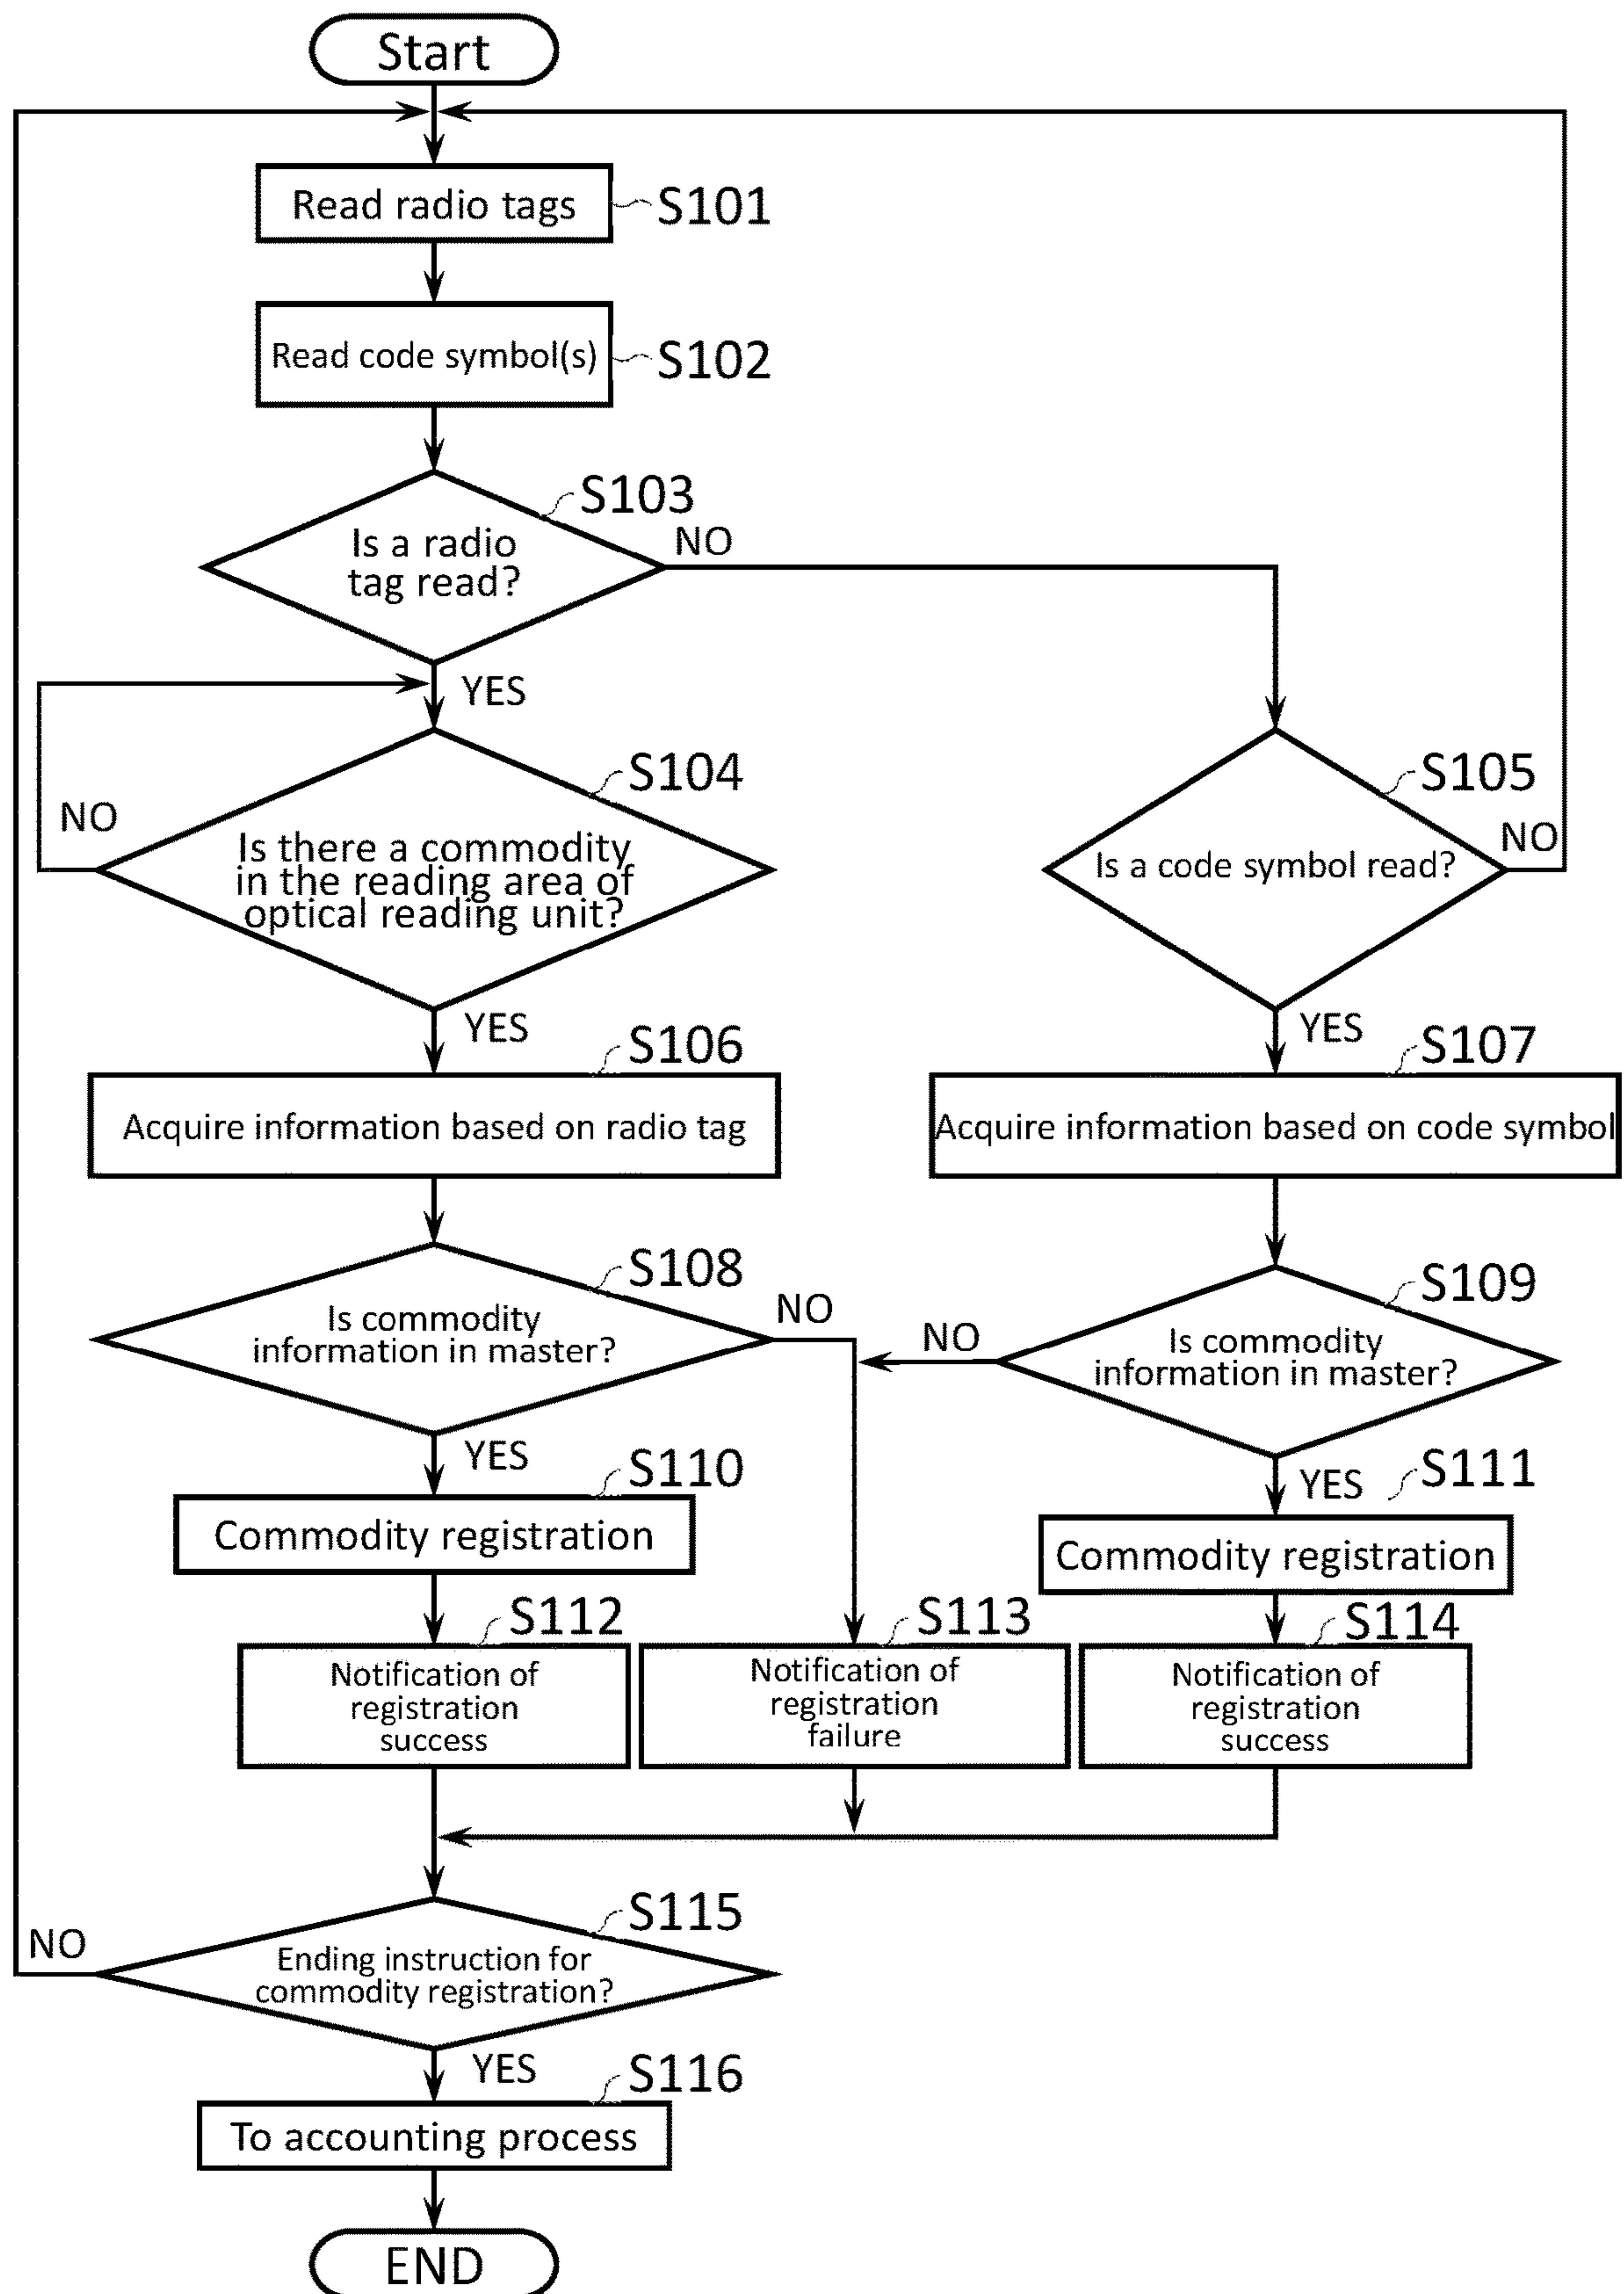 Start
Read radio tags
S101
Read code symbol(s)
S102
S103
Is a radio
tag read?
NO
YES
S104
NO
Is there a commodity
in the reading area of
optical reading unit?
S105
Is a code symbol read?
NO
YES
S106
Acquire information based on radio tag
YES
S107
Acquire information based on code symbol
S108
Is commodity
information in master?
NO
S109
NO
Is commodity
information in master?
YES
S110
Commodity registration
YES
S111
Commodity registration
S112
Notification of
registration
success
S113
Notification of
registration
failure
S114
Notification of
registration
success
S115
NO
Ending instruction for
commodity registration?
YES
S116
To accounting process
END